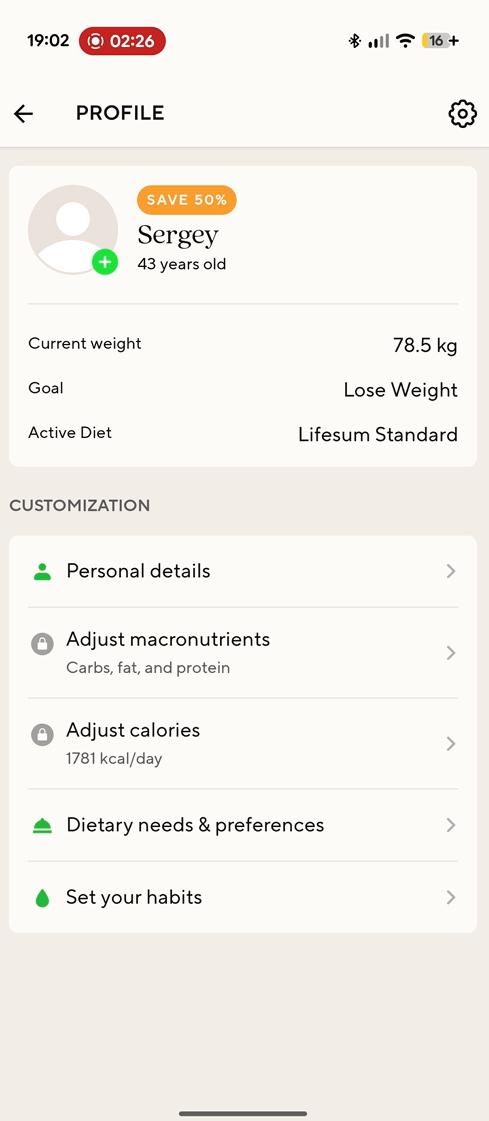 19:02
02:26
16+
PROFILE
SAVE 50%
Sergey
43 years old
Current weight
78.5 kg
Goal
Lose Weight
Active Diet
Lifesum Standard
CUSTOMIZATION
Personal details
Adjust macronutrients
Carbs, fat, and protein
Adjust calories
1781 kcal/day
Dietary needs & preferences
Set your habits